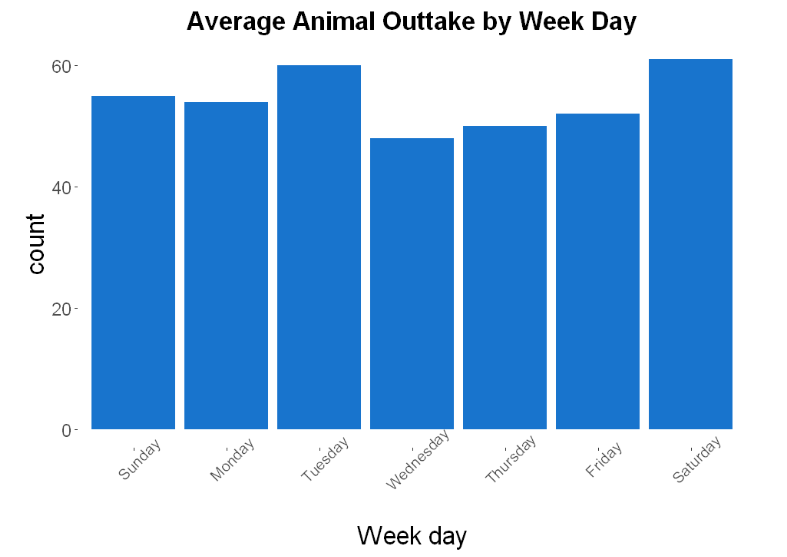 Average Animal Outtake by Week Day
count
60
40
20
0
Sunday
Monday
Tuesday
Wednesday
Thursday
Friday
Saturday
Week day